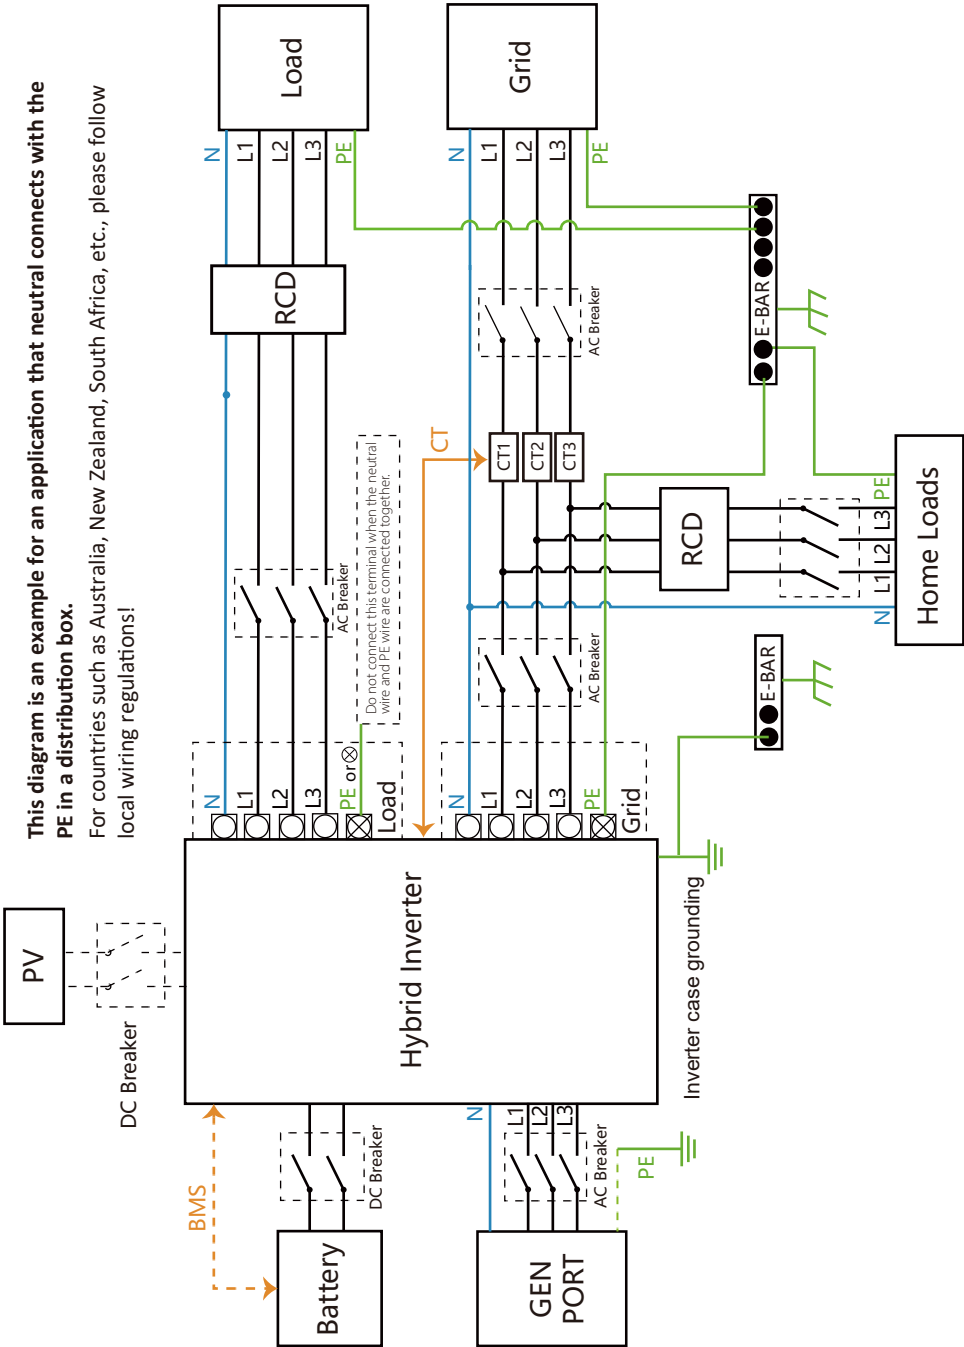 This diagram is an example for an application that neutral connects with the
PE in a distribution box.
For countries such as Australia, New Zealand, South Africa, etc., please follow
local wiring regulations!
PV
DC Breaker
BMS
Battery
DC Breaker
GEN
PORT
N
L1
L2
L3
AC Breaker
PE
Hybrid Inverter
Inverter case grounding
N
L1
L2
L3
PE or
Load
Do not connect this terminal when the neutral
wire and PE wire are connected together.
AC Breaker
RCD
N
L1
L2
L3
PE
Load
N
L1
L2
L3
PE
Grid
AC Breaker
CT
CT1
CT2
CT3
AC Breaker
N
L1
L2
L3
PE
Grid
RCD
N
L1
L2
L3
PE
Home Loads
E-BAR
E-BAR